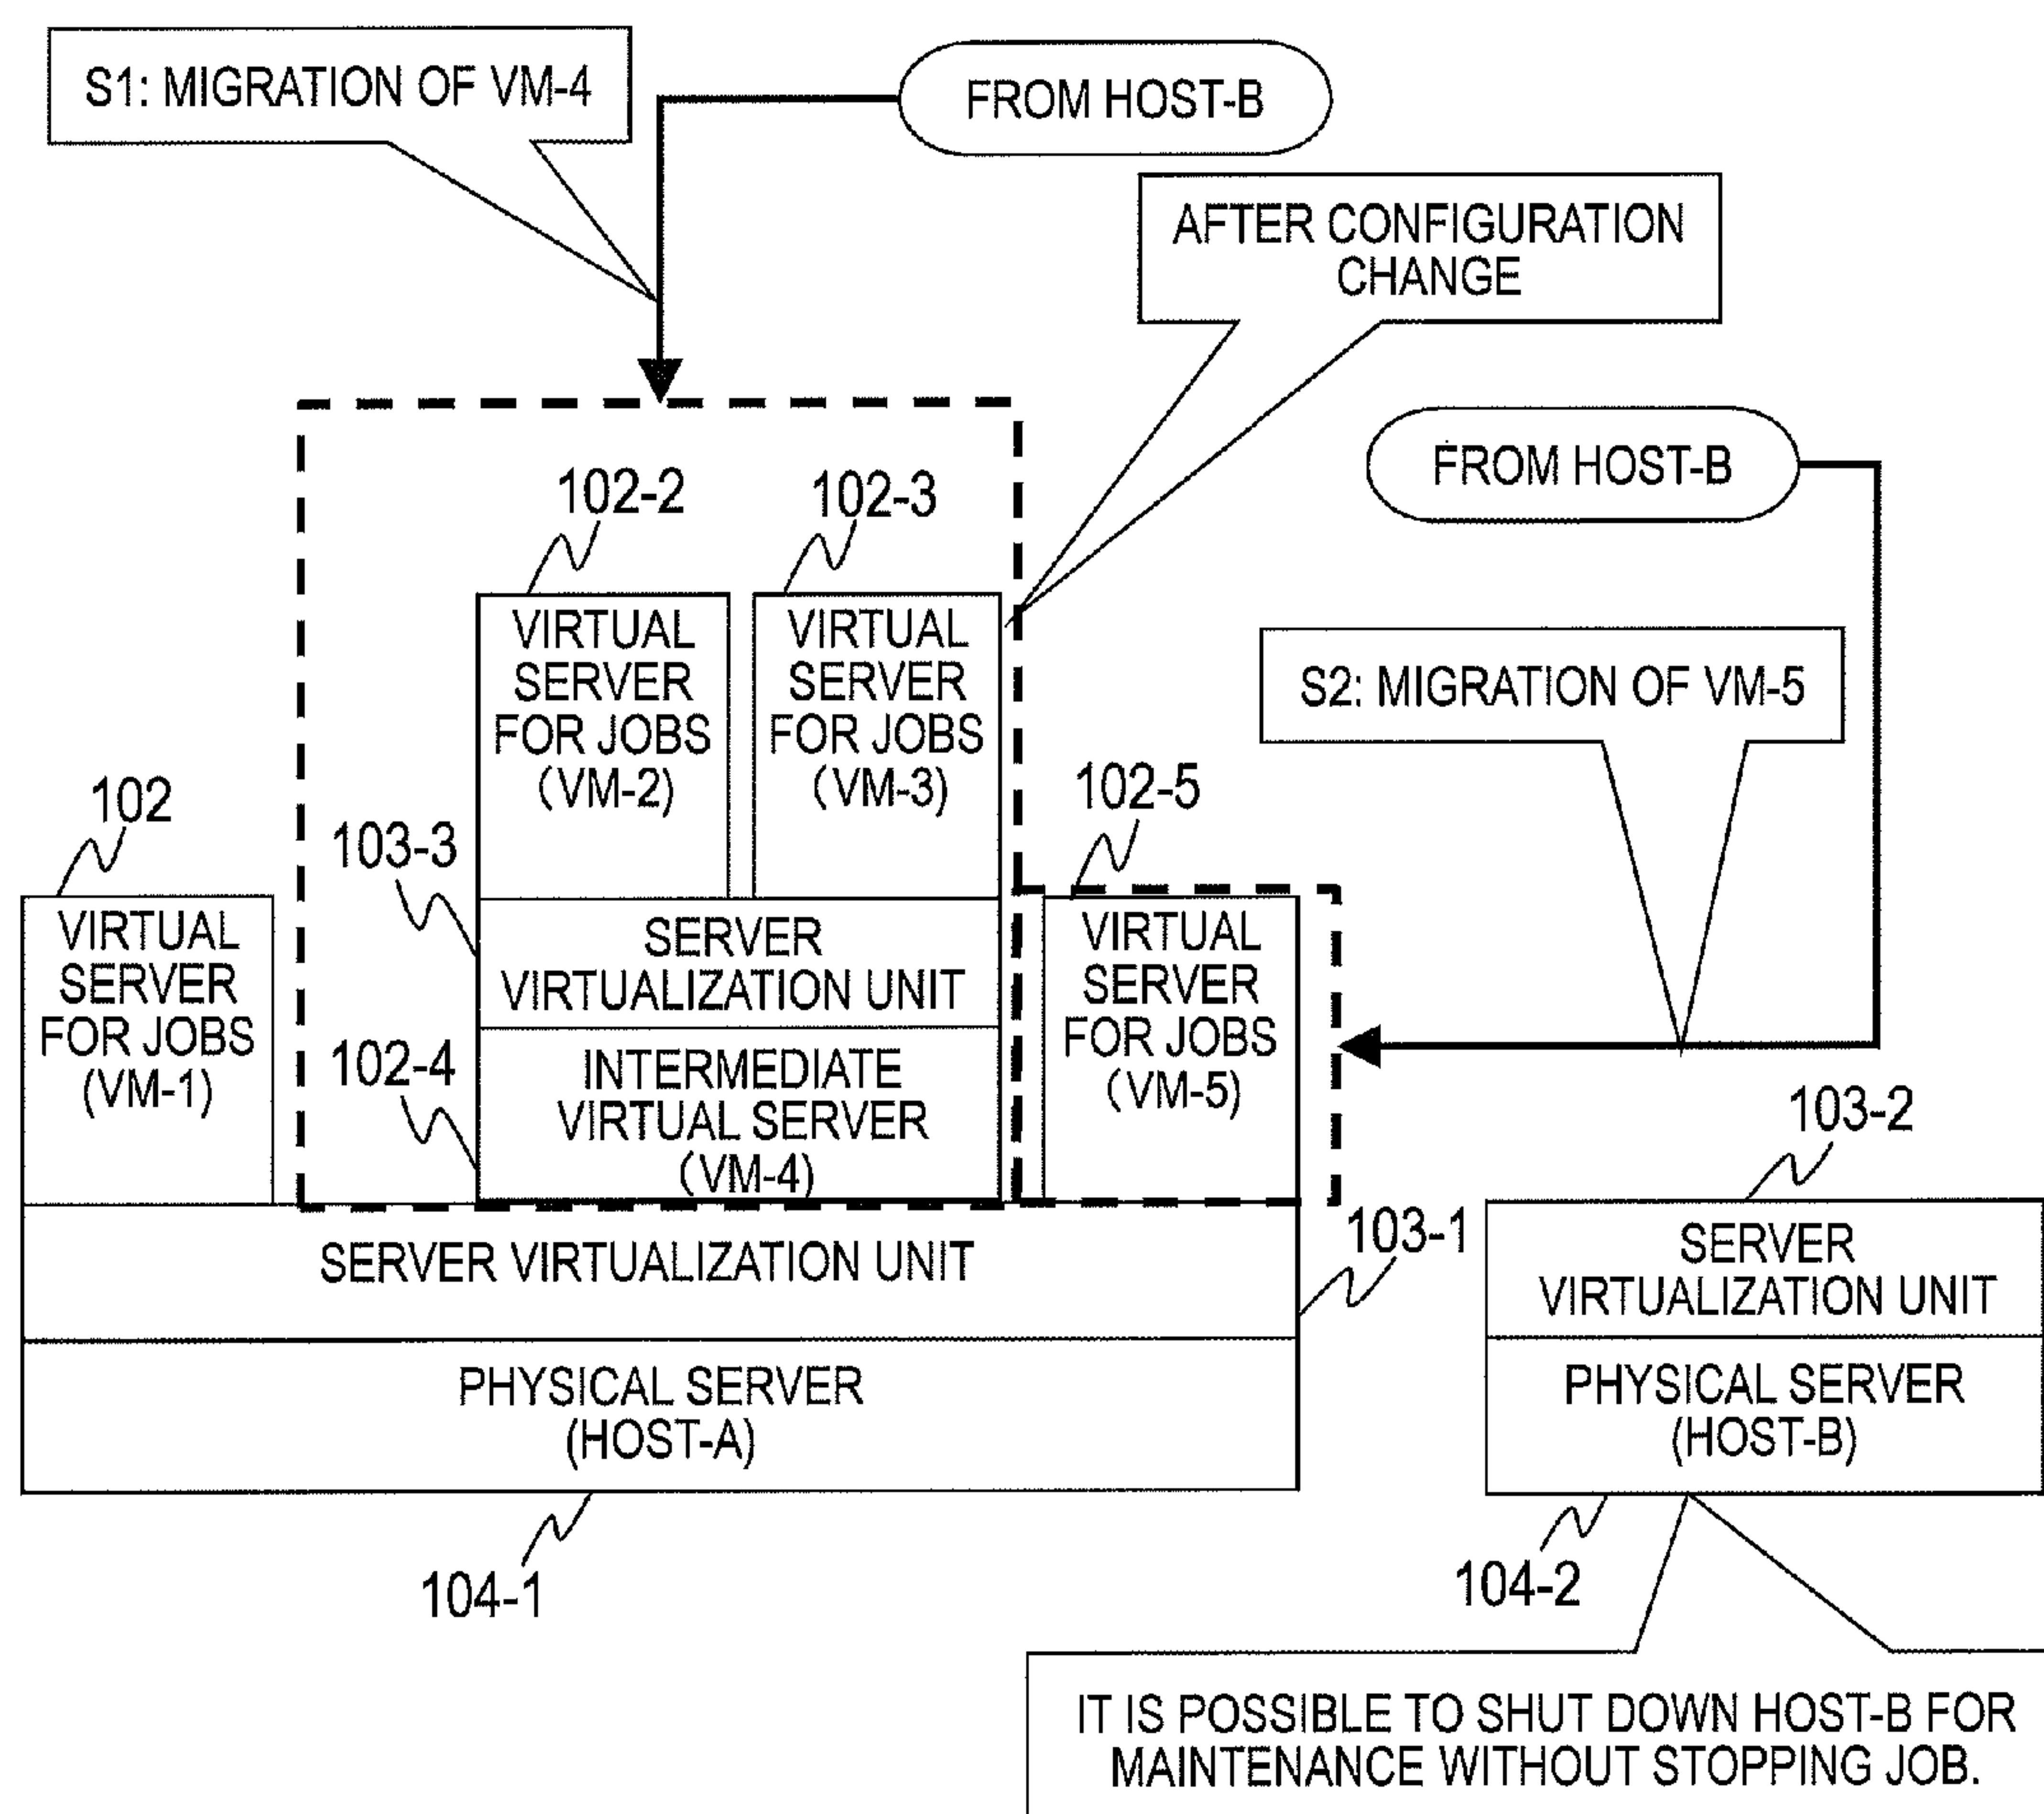 S1: MIGRATION OF VM-4
FROM HOST-B
AFTER CONFIGURATION
CHANGE
FROM HOST-B
102-2
102-3
VIRTUAL
SERVER
FOR JOBS
(VM-2)
VIRTUAL
SERVER
FOR JOBS
(VM-3)
S2: MIGRATION OF VM-5
102
103-3
102-5
VIRTUAL
SERVER
FOR JOBS
(VM-1)
SERVER
VIRTUALIZATION UNIT
VIRTUAL
SERVER
FOR JOBS
(VM-5)
102-4
INTERMEDIATE
VIRTUAL SERVER
(VM-4)
103-2
103-1
SERVER VIRTUALIZATION UNIT
SERVER
VIRTUALIZATION UNIT
PHYSICAL SERVER
(HOST-A)
PHYSICAL SERVER
(HOST-B)
104-1
104-2
IT IS POSSIBLE TO SHUT DOWN HOST-B FOR
MAINTENANCE WITHOUT STOPPING JOB.